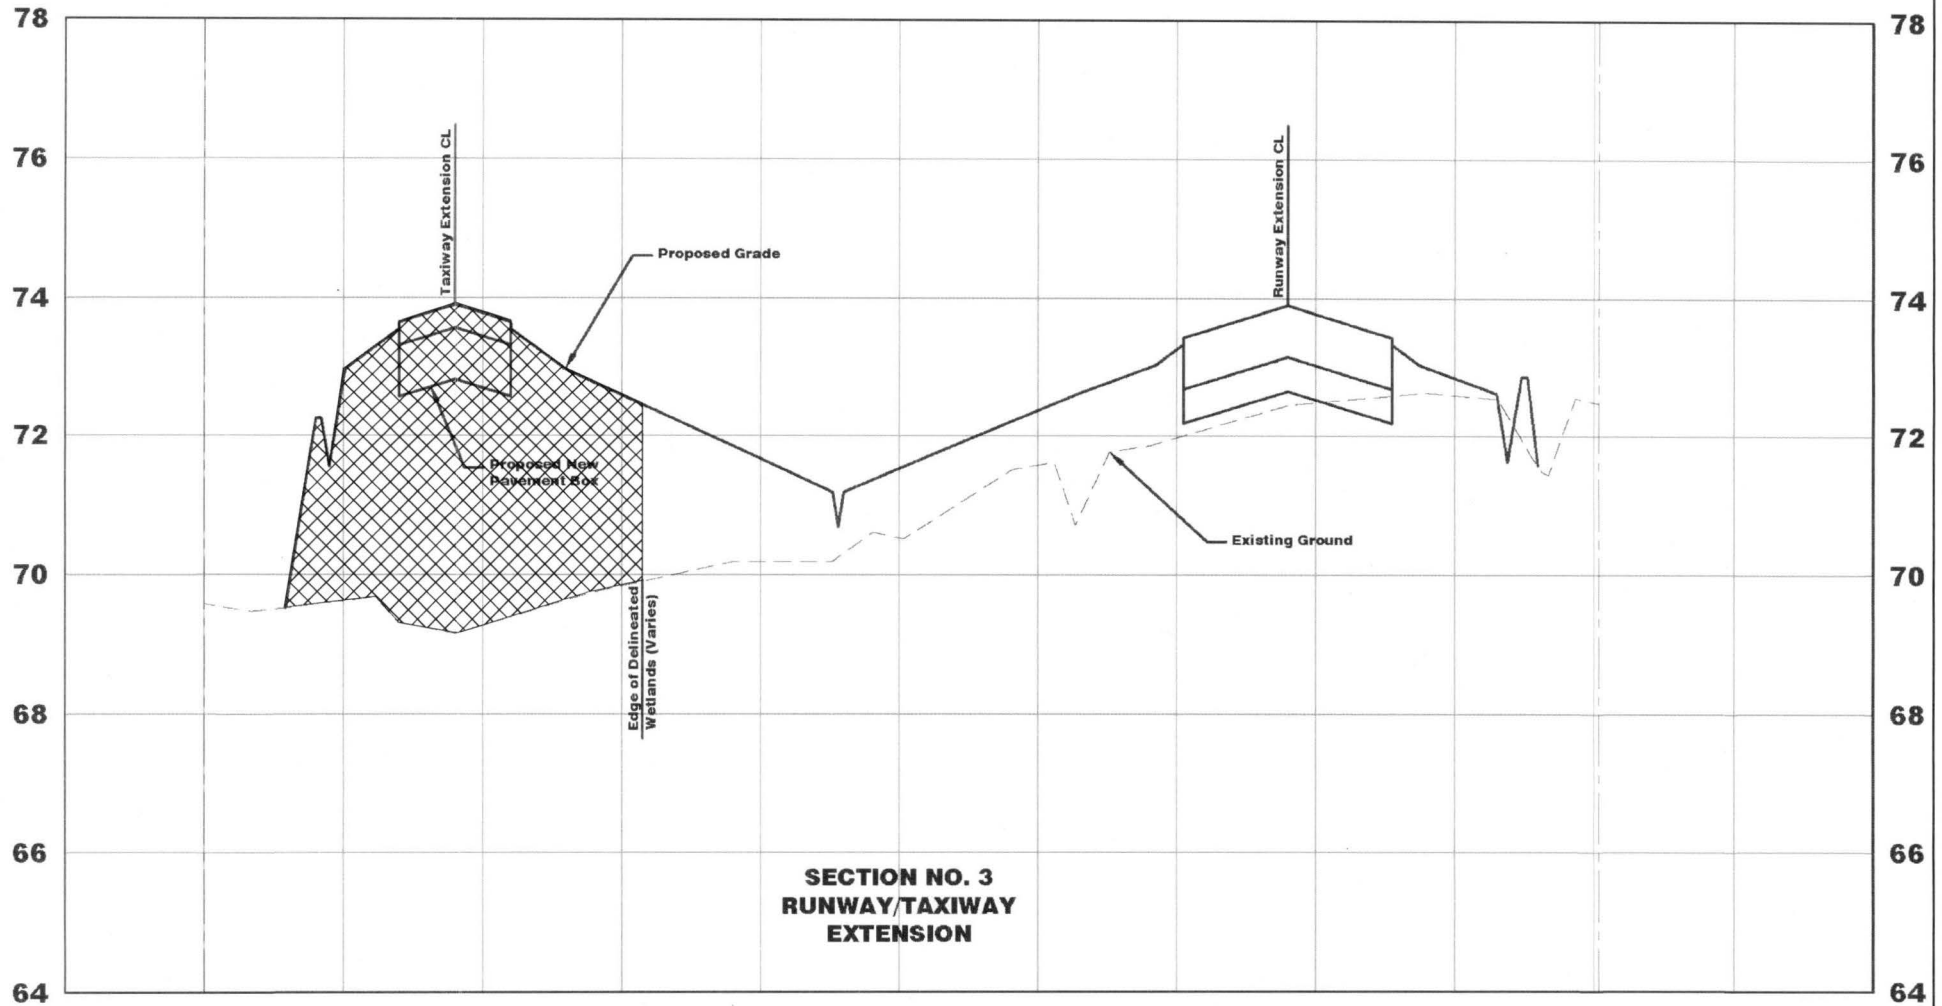 78
78
76
76
Taxiway Extension CL
Runway Extension CL
Proposed Grade
74
74
72
72
Proposed New
Pavement Box
Existing Ground
70
70
Edge of Delineated
Wetlands (Varies)
68
68
66
66
SECTION NO. 3
RUNWAY/TAXIWAY
EXTENSION
64
64